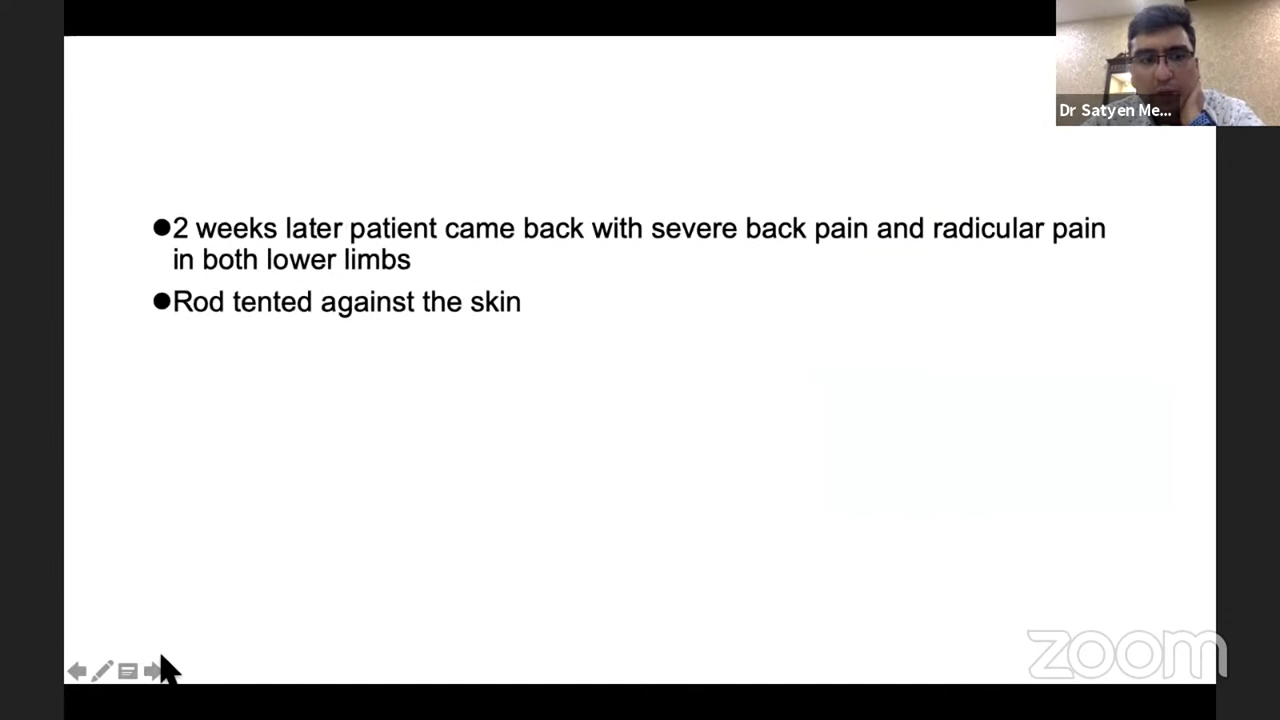 Dr Satyen Me...
●2 weeks later patient came back with severe back pain and radicular pain
in both lower limbs
●Rod tented against the skin
zoom